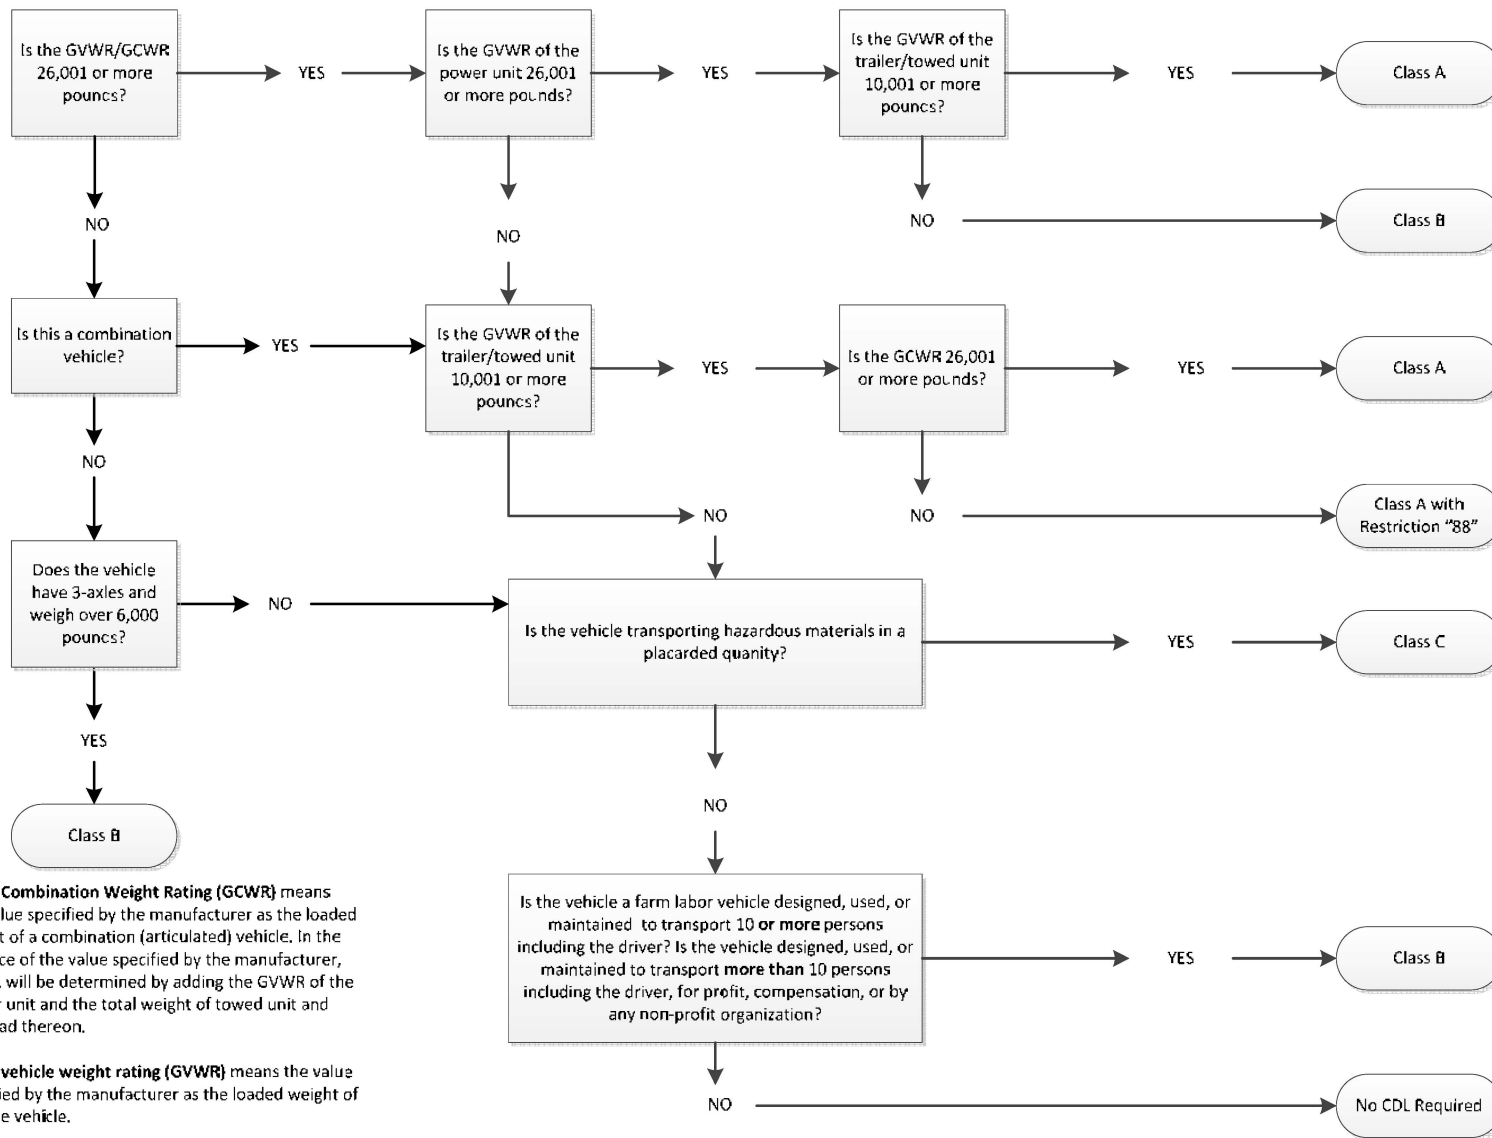 Is the GVWR/GCWR
26,001 or more
pouncs?
YES
Is the GVWR of the
power unit 26,001
or more pounds?
YES
Is the GVWR of the
trailer/towed unit
10,001 or more
pouncs?
YES
Class A
NO
NO
NO
Class B
Is this a combination
vehicle?
YES
Is the GVWR of the
trailer/towed unit
10,001 or more
pouncs?
YES
Is the GCWR 26,001
or more pounds?
YES
Class A
NO
NO
NO
Class A with
Restriction "88"
Does the vehicle
have 3-axles and
weigh over 6,000
pouncs?
NO
Is the vehicle transporting hazardous materials in a
placarded quanity?
YES
Class C
YES
Class B
NO
Is the vehicle a farm labor vehicle designed, used, or
maintained to transport 10 or more persons
including the driver? Is the vehicle designed, used, or
maintained to transport more than 10 persons
including the driver, for profit, compensation, or by
any non-profit organization?
YES
Class B
NO
No CDL Required
Combination Weight Rating (GCWR) means
lue specified by the manufacturer as the loaded
t of a combination (articulated) vehicle. In the
ce of the value specified by the manufacturer,
will be determined by adding the GVWR of the
r unit and the total weight of towed unit and
ad thereon.
vehicle weight rating (GVWR) means the value
ied by the manufacturer as the loaded weight of
e vehicle.